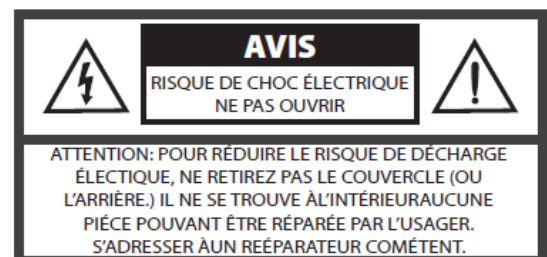 AVIS
RISQUE DE CHOC ÉLECTRIQUE
NE PAS OUVRIR
ATTENTION: POUR RÉDUIRE LE RISQUE DE DÉCHARGE
ÉLECTIQUE, NE RETIREZ PAS LE COUVERCLE (OU
L'ARRIÈRE.) IL NE SE TROUVE ÀL'INTÉRIEURAUCUNE
PIÉCE POUVANT ÊTRE RÉPARÉE PAR L'USAGER.
S'ADRESSER ÀUN REÉPARATEUR COMÉTENT.